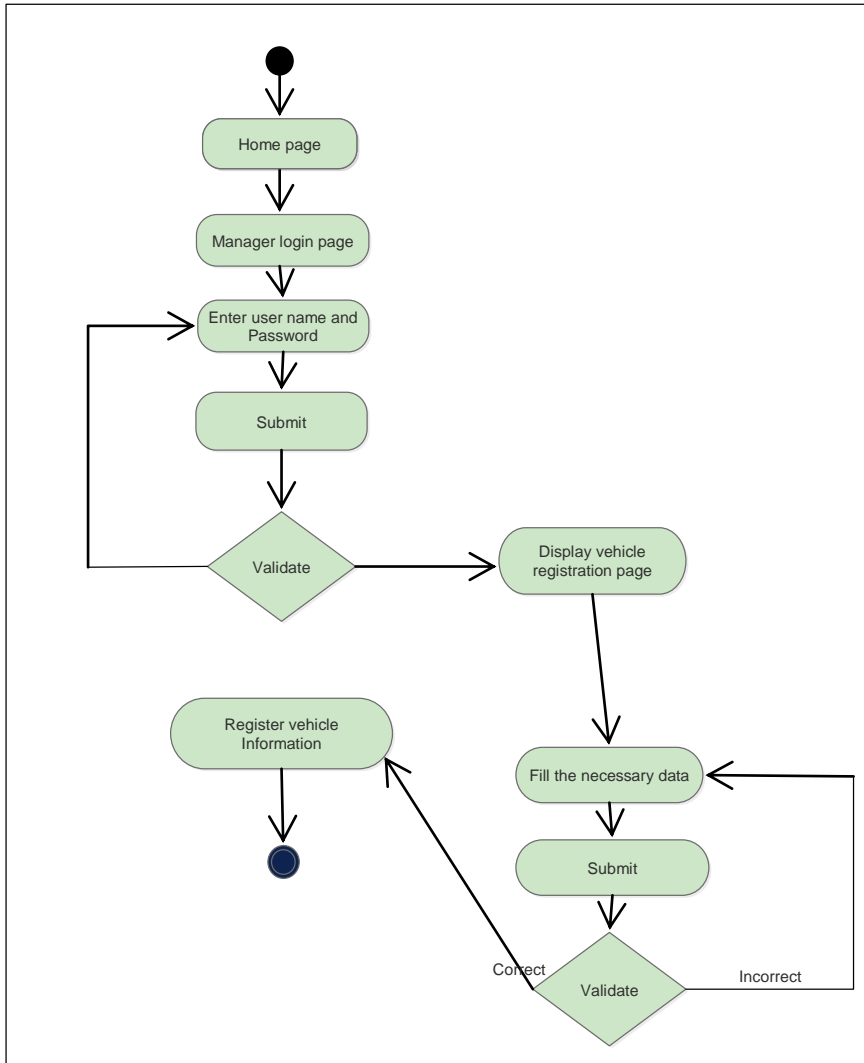 Home page
Manager login page
Enter user name and
Password
Submit
Validate
Display vehicle
registration page
Register vehicle
Information
Fill the necessary data
Submit
Correct
Validate
Incorrect